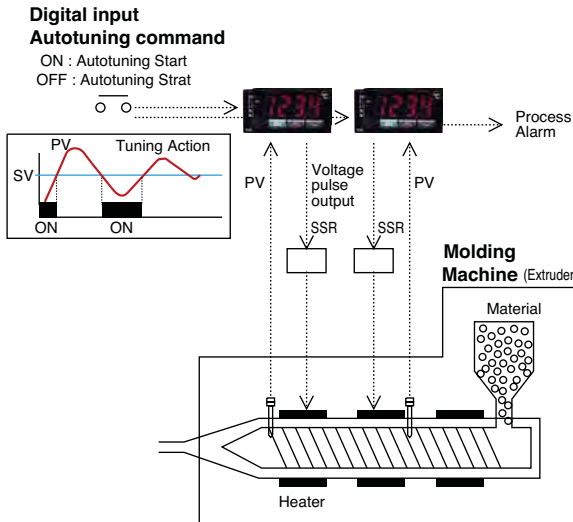 Digital input
Autotuning command
ON : Autotuning Start
OFF : Autotuning Strat
1234
1234
Process
Alarm
PV
Tuning Action
SV
ON
ON
PV
Voltage
pulse
output
PV
SSR
SSR
Molding
Machine (Extruder
Material
Heater